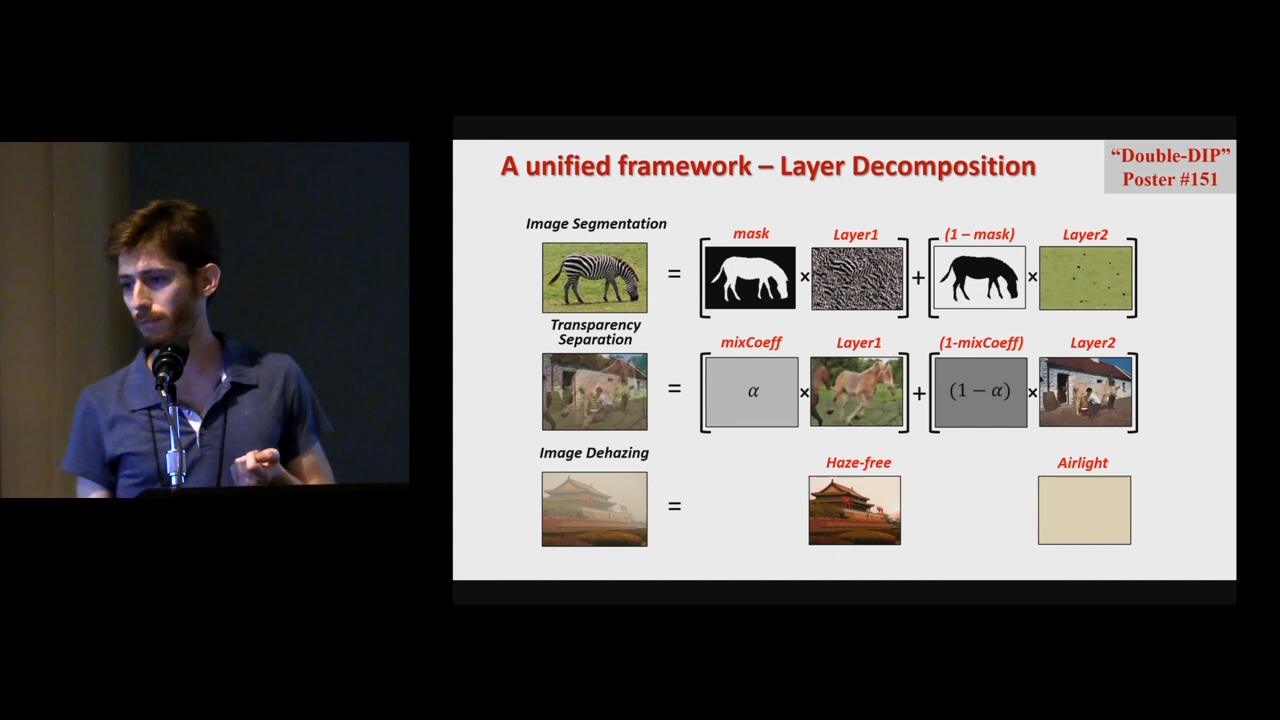 A unified framework – Layer Decomposition
“Double-DIP”
Poster #151
Image Segmentation
=
mask
×
Layer1
+
(1 – mask)
×
Layer2
Transparency
Separation
=
mixCoeff
α
×
Layer1
+
(1-mixCoeff)
(1 − α)
×
Layer2
Image Dehazing
=
Haze-free
Airlight